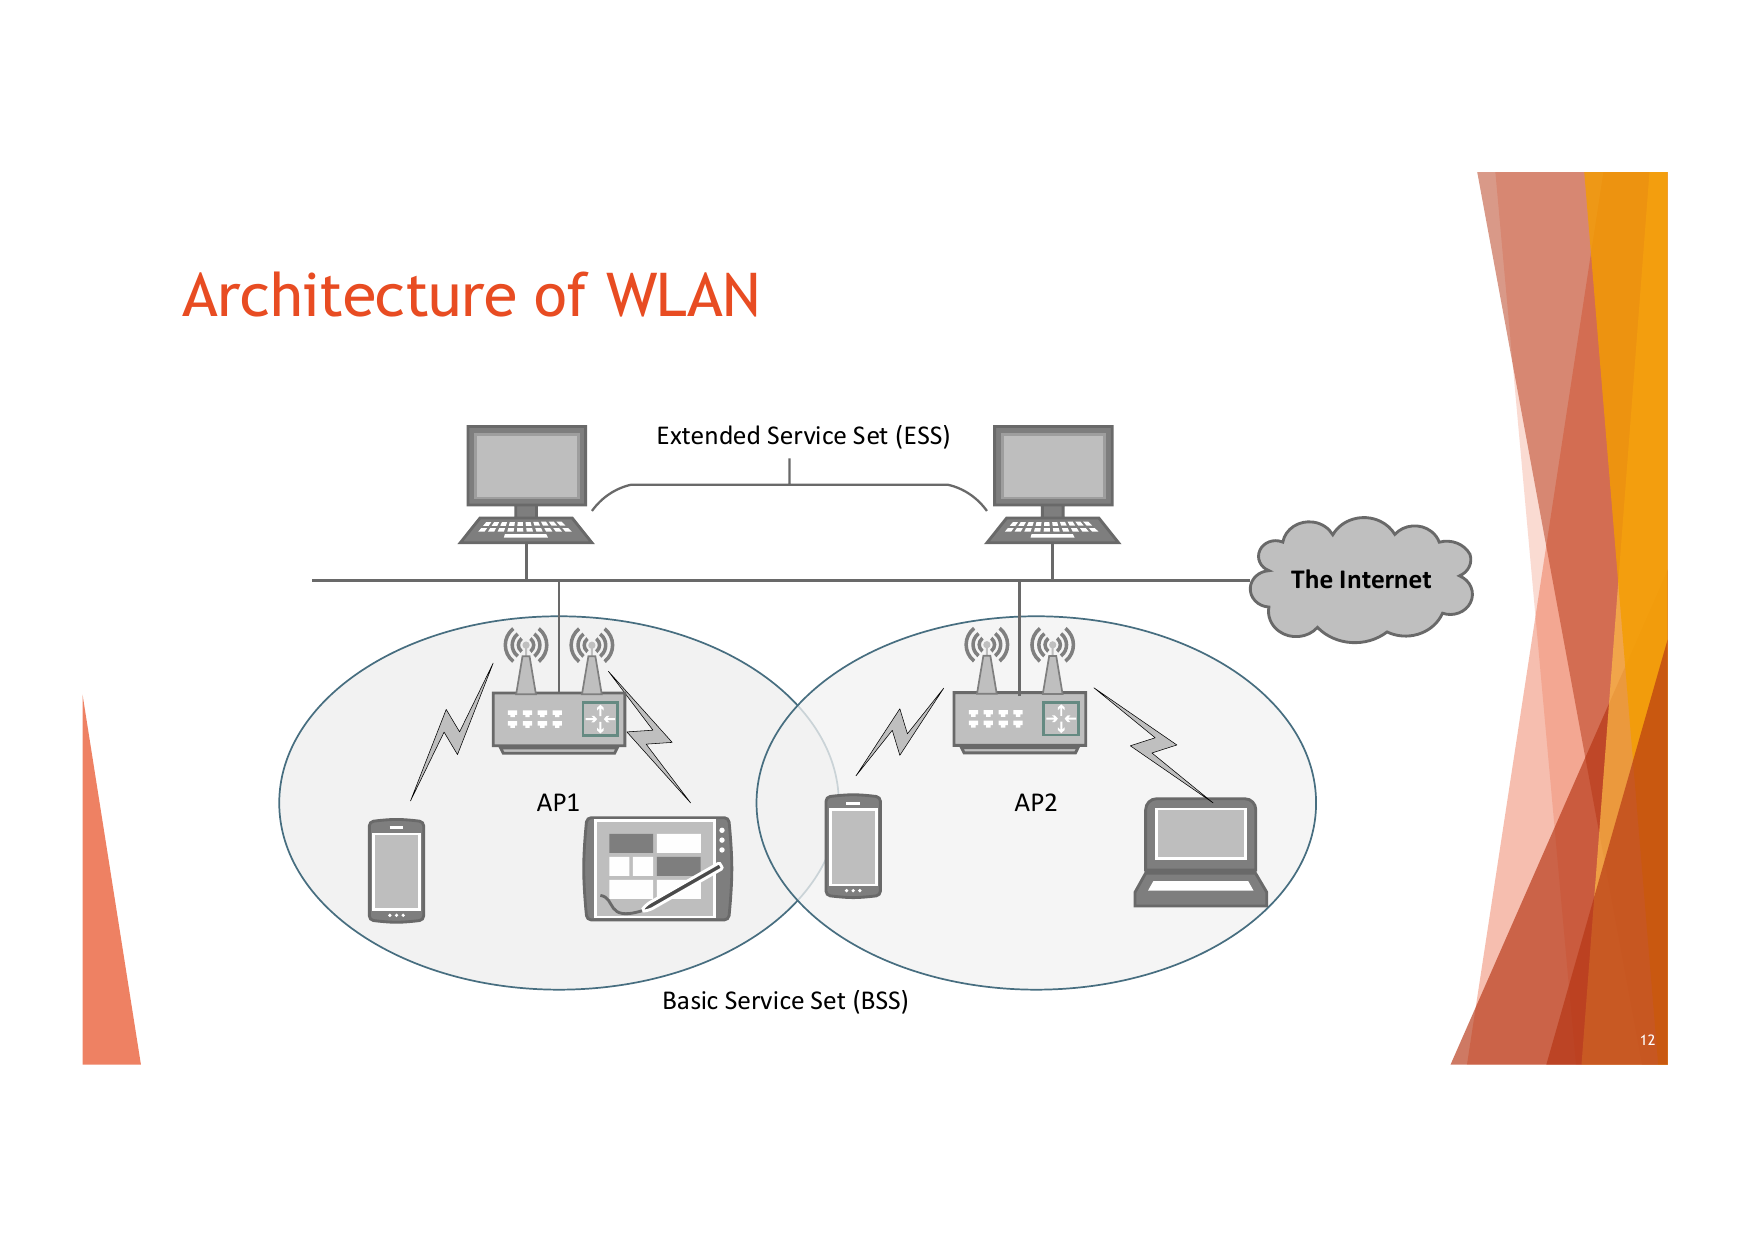 Architecture of WLAN
Extended Service Set (ESS)
The Internet
AP1
AP2
Basic Service Set (BSS)
12